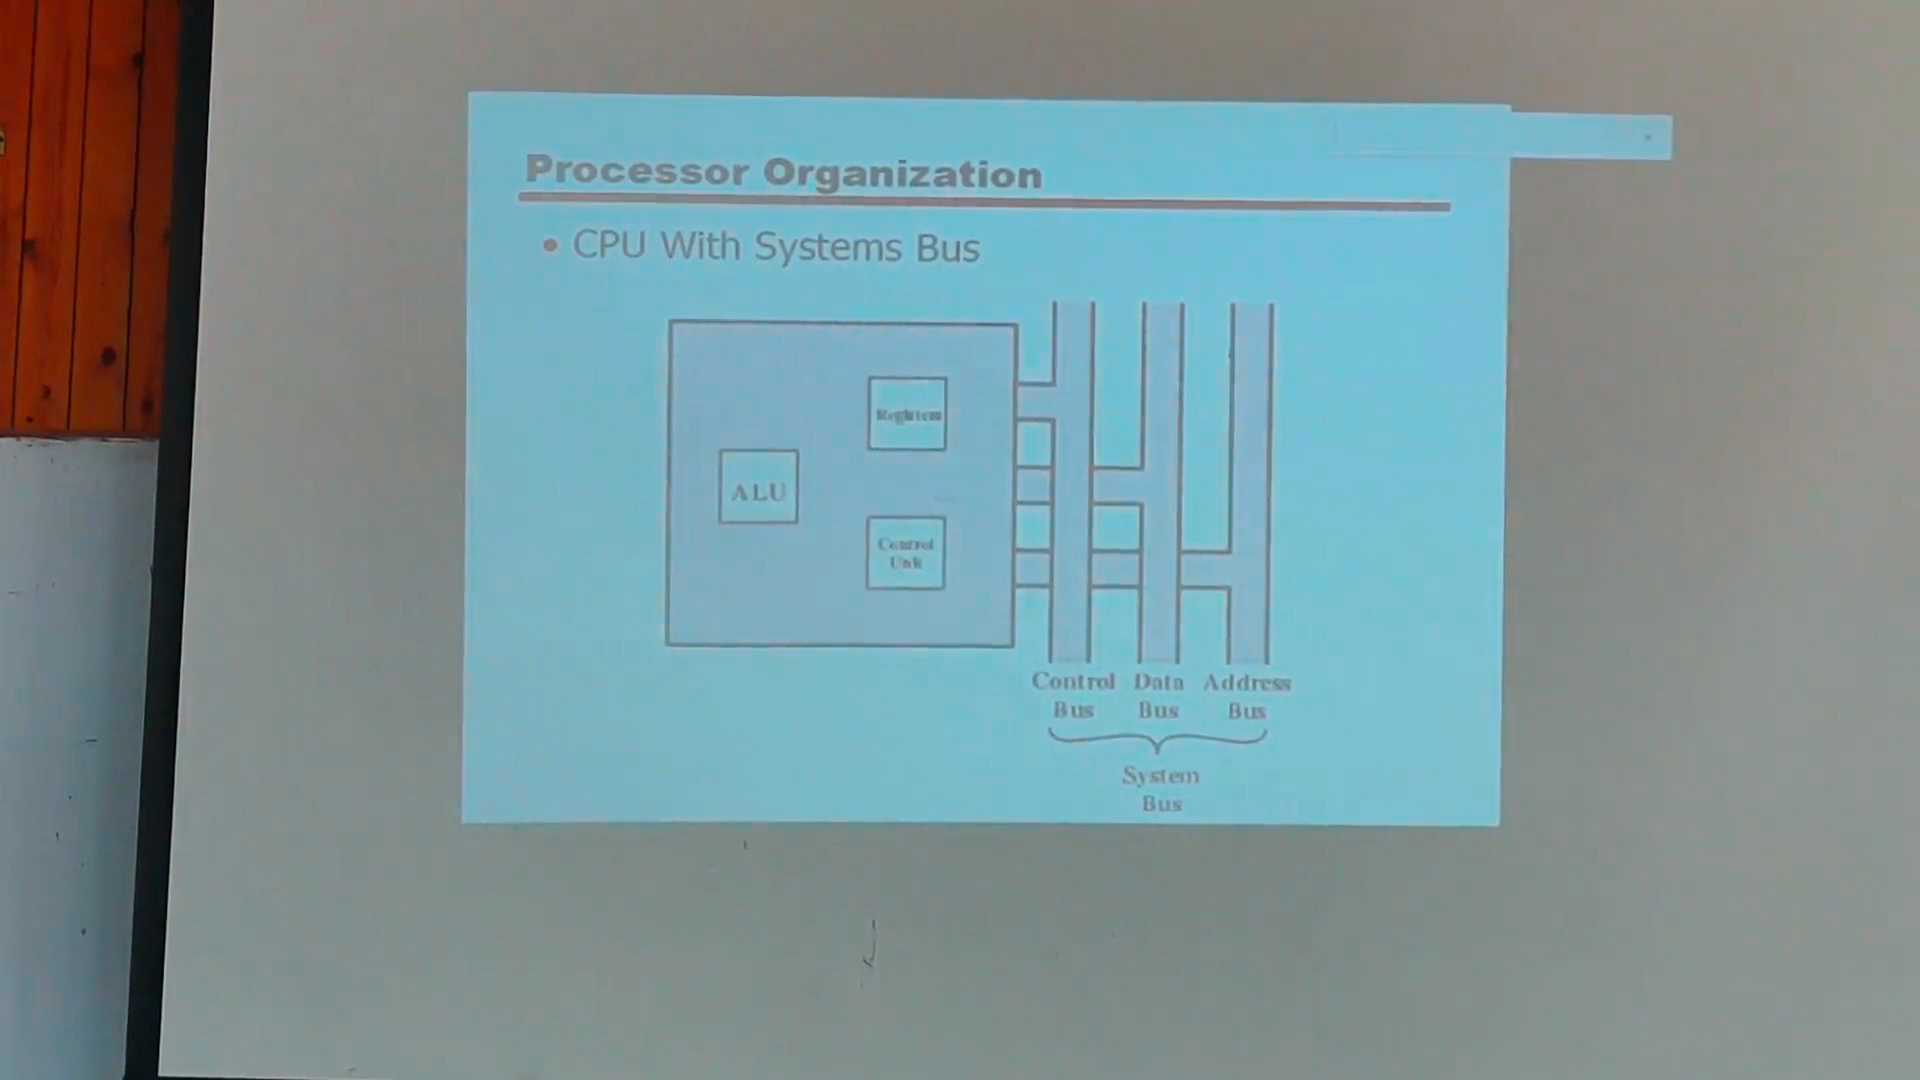 Processor Organization
• CPU With Systems Bus
Registers
ALU
Control
Unit
Control Data Address
Bus Bus Bus
System
Bus